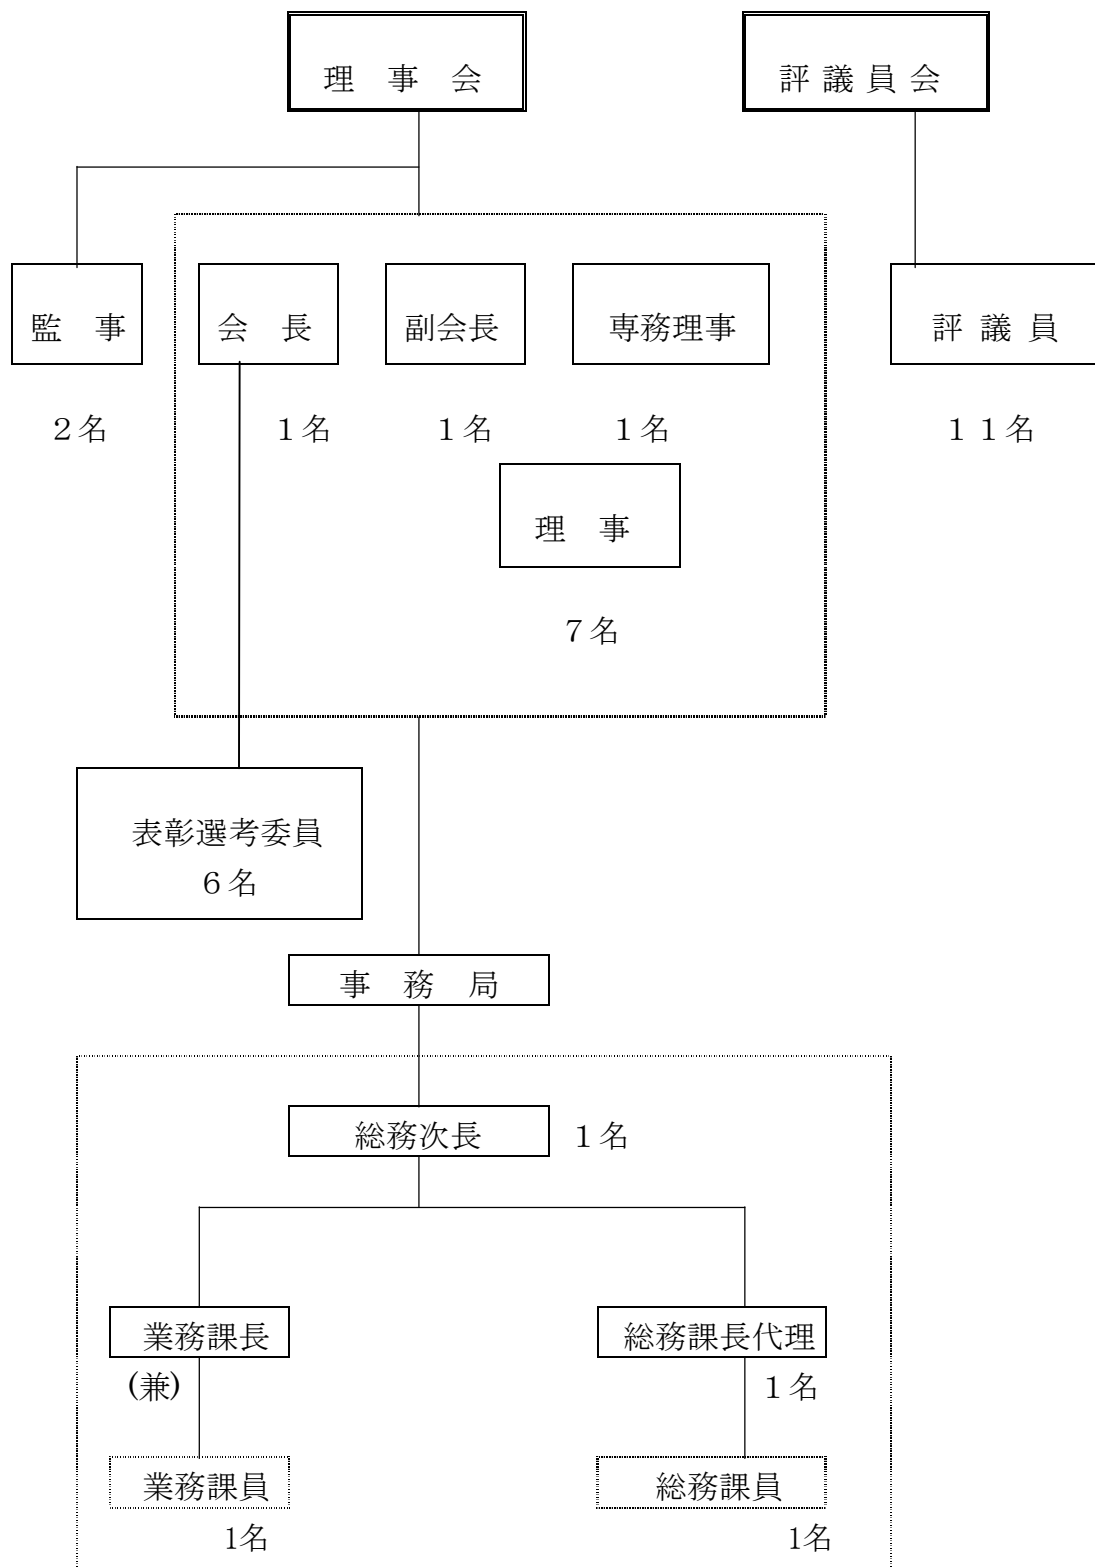 理　事　会　　評 議 員 会
監　事　　会　長　　副会長　　専務理事　　評 議 員
２名　　１名　　１名　　１名　　１１名
理　事
７名
表彰選考委員
６名
事　務　局
総務次長　１名
業務課長　　総務課長代理
(兼)　　１名
業務課員　　総務課員
1名　　1名